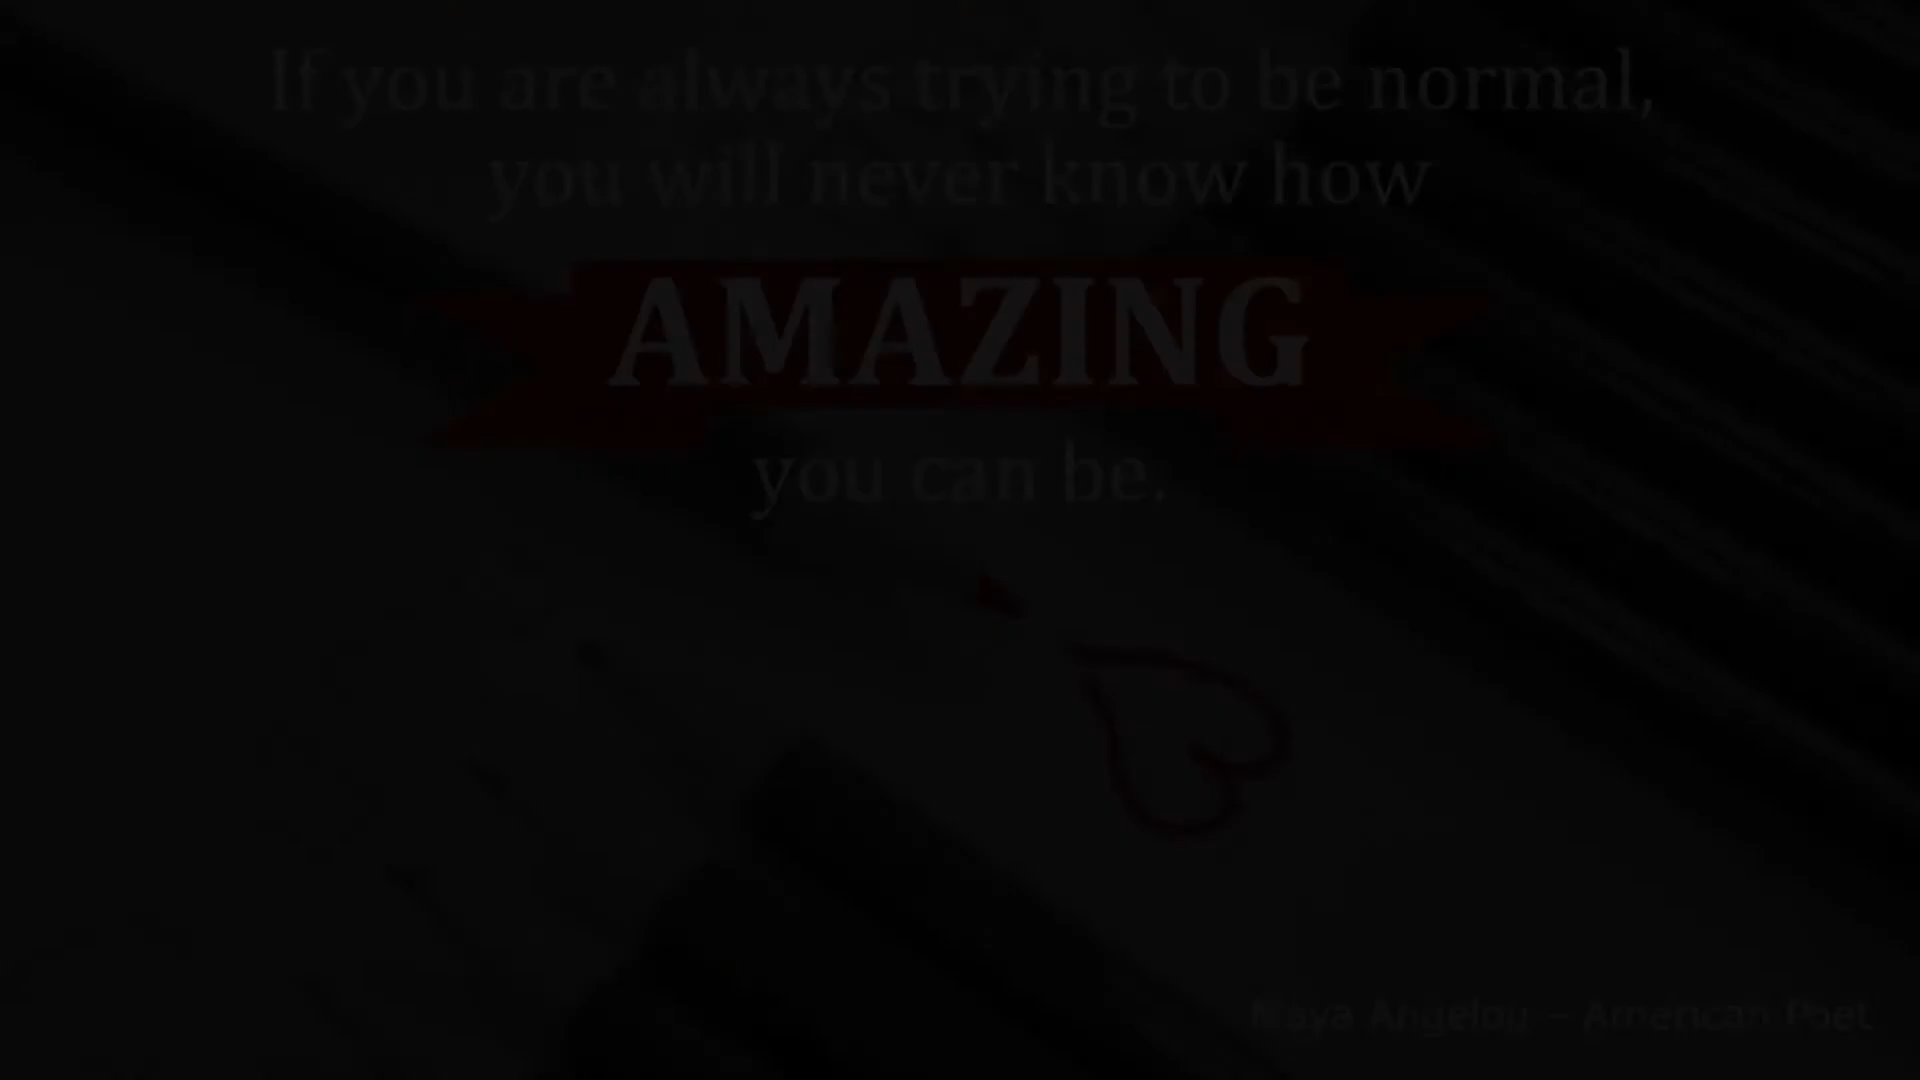 If you are always trying to be normal,
you will never know how
AMAZING
you can be.
Maya Angelou — American Poet